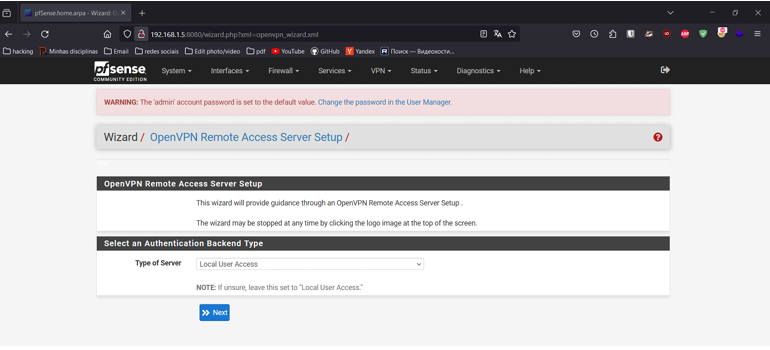 pfSense.home.arpa - Wizard: O
192.168.1.5:8080/wizard.php?xml=openvpn_wizard.xml
hacking Minhas disciplinas Email redes sociais Edit photo/video pdf YouTube GitHub Yandex Поиск — Видеоности...
pfsense COMMUNITY EDITION System Interfaces Firewall Services VPN Status Diagnostics Help
WARNING: The 'admin' account password is set to the default value. Change the password in the User Manager.
Wizard / OpenVPN Remote Access Server Setup /
OpenVPN Remote Access Server Setup
This wizard will provide guidance through an OpenVPN Remote Access Server Setup .
The wizard may be stopped at any time by clicking the logo image at the top of the screen.
Select an Authentication Backend Type
Type of Server Local User Access
NOTE: If unsure, leave this set to "Local User Access."
Next